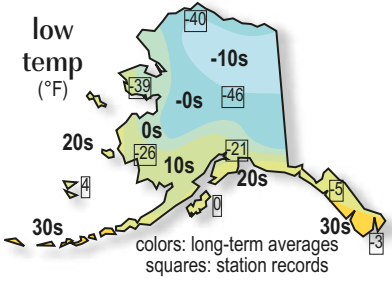 -40
low
temp
(°F)
-10s
-39
-0s
-46
0s
20s
-26
-21
10s
20s
4
-5
0
30s
30s
colors: long-term averages
-3
squares: station records